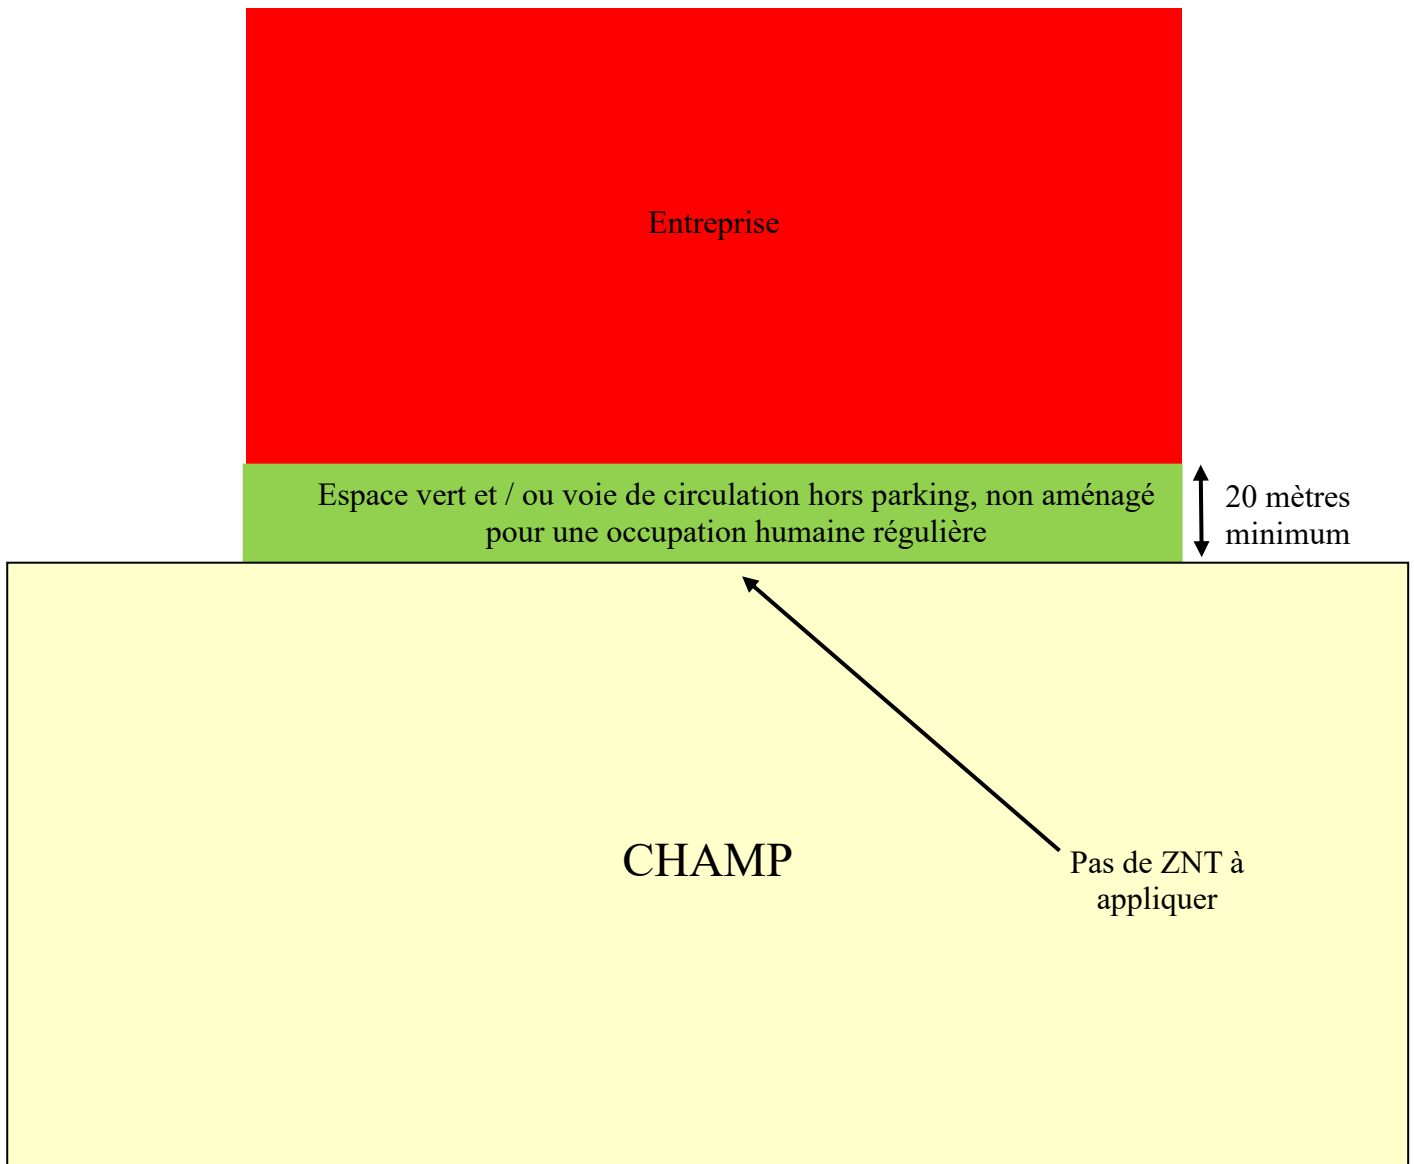 Entreprise
Espace vert et / ou voie de circulation hors parking, non aménagé
pour une occupation humaine régulière
20 mètres
minimum
CHAMP
Pas de ZNT à
appliquer